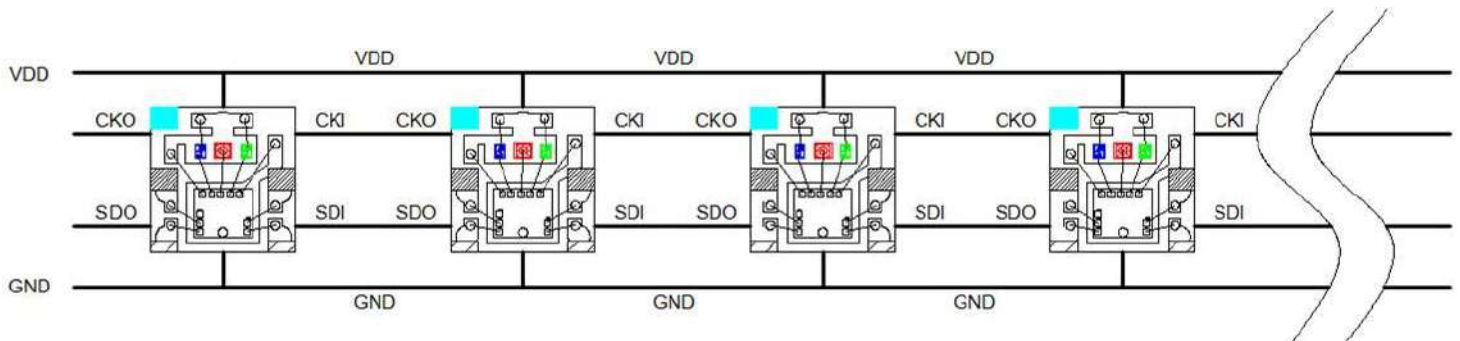 VDD VDD VDD
VDD
CKO CKI CKO CKI CKO CKI CKO CKI
SDO SDI SDO SDI SDO SDI SDO SDI
GND
GND GND GND